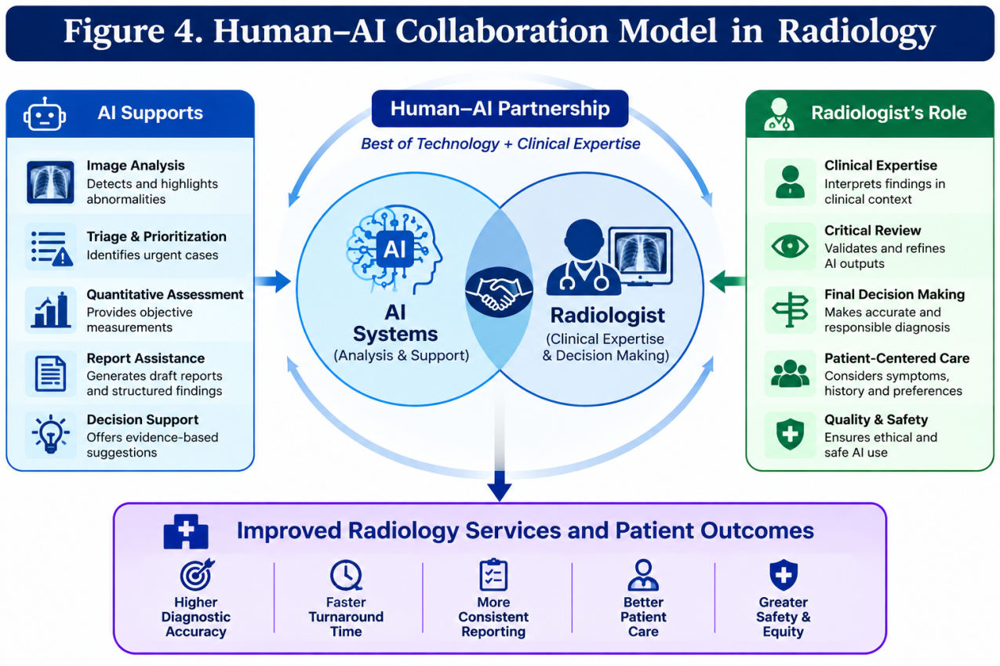 Figure 4. Human–AI Collaboration Model in Radiology
AI Supports
Image Analysis
Detects and highlights
abnormalities
Triage & Prioritization
Identifies urgent cases
Quantitative Assessment
Provides objective
measurements
Report Assistance
Generates draft reports
and structured findings
Decision Support
Offers evidence-based
suggestions
Human–AI Partnership
Best of Technology + Clinical Expertise
AI
AI
Systems
(Analysis & Support)
Radiologist
(Clinical Expertise
& Decision Making)
Radiologist's Role
Clinical Expertise
Interprets findings in
clinical context
Critical Review
Validates and refines
AI outputs
Final Decision Making
Makes accurate and
responsible diagnosis
Patient-Centered Care
Considers symptoms,
history and preferences
Quality & Safety
Ensures ethical and
safe AI use
Improved Radiology Services and Patient Outcomes
Higher
Diagnostic
Accuracy
Faster
Turnaround
Time
More
Consistent
Reporting
Better
Patient
Care
Greater
Safety &
Equity